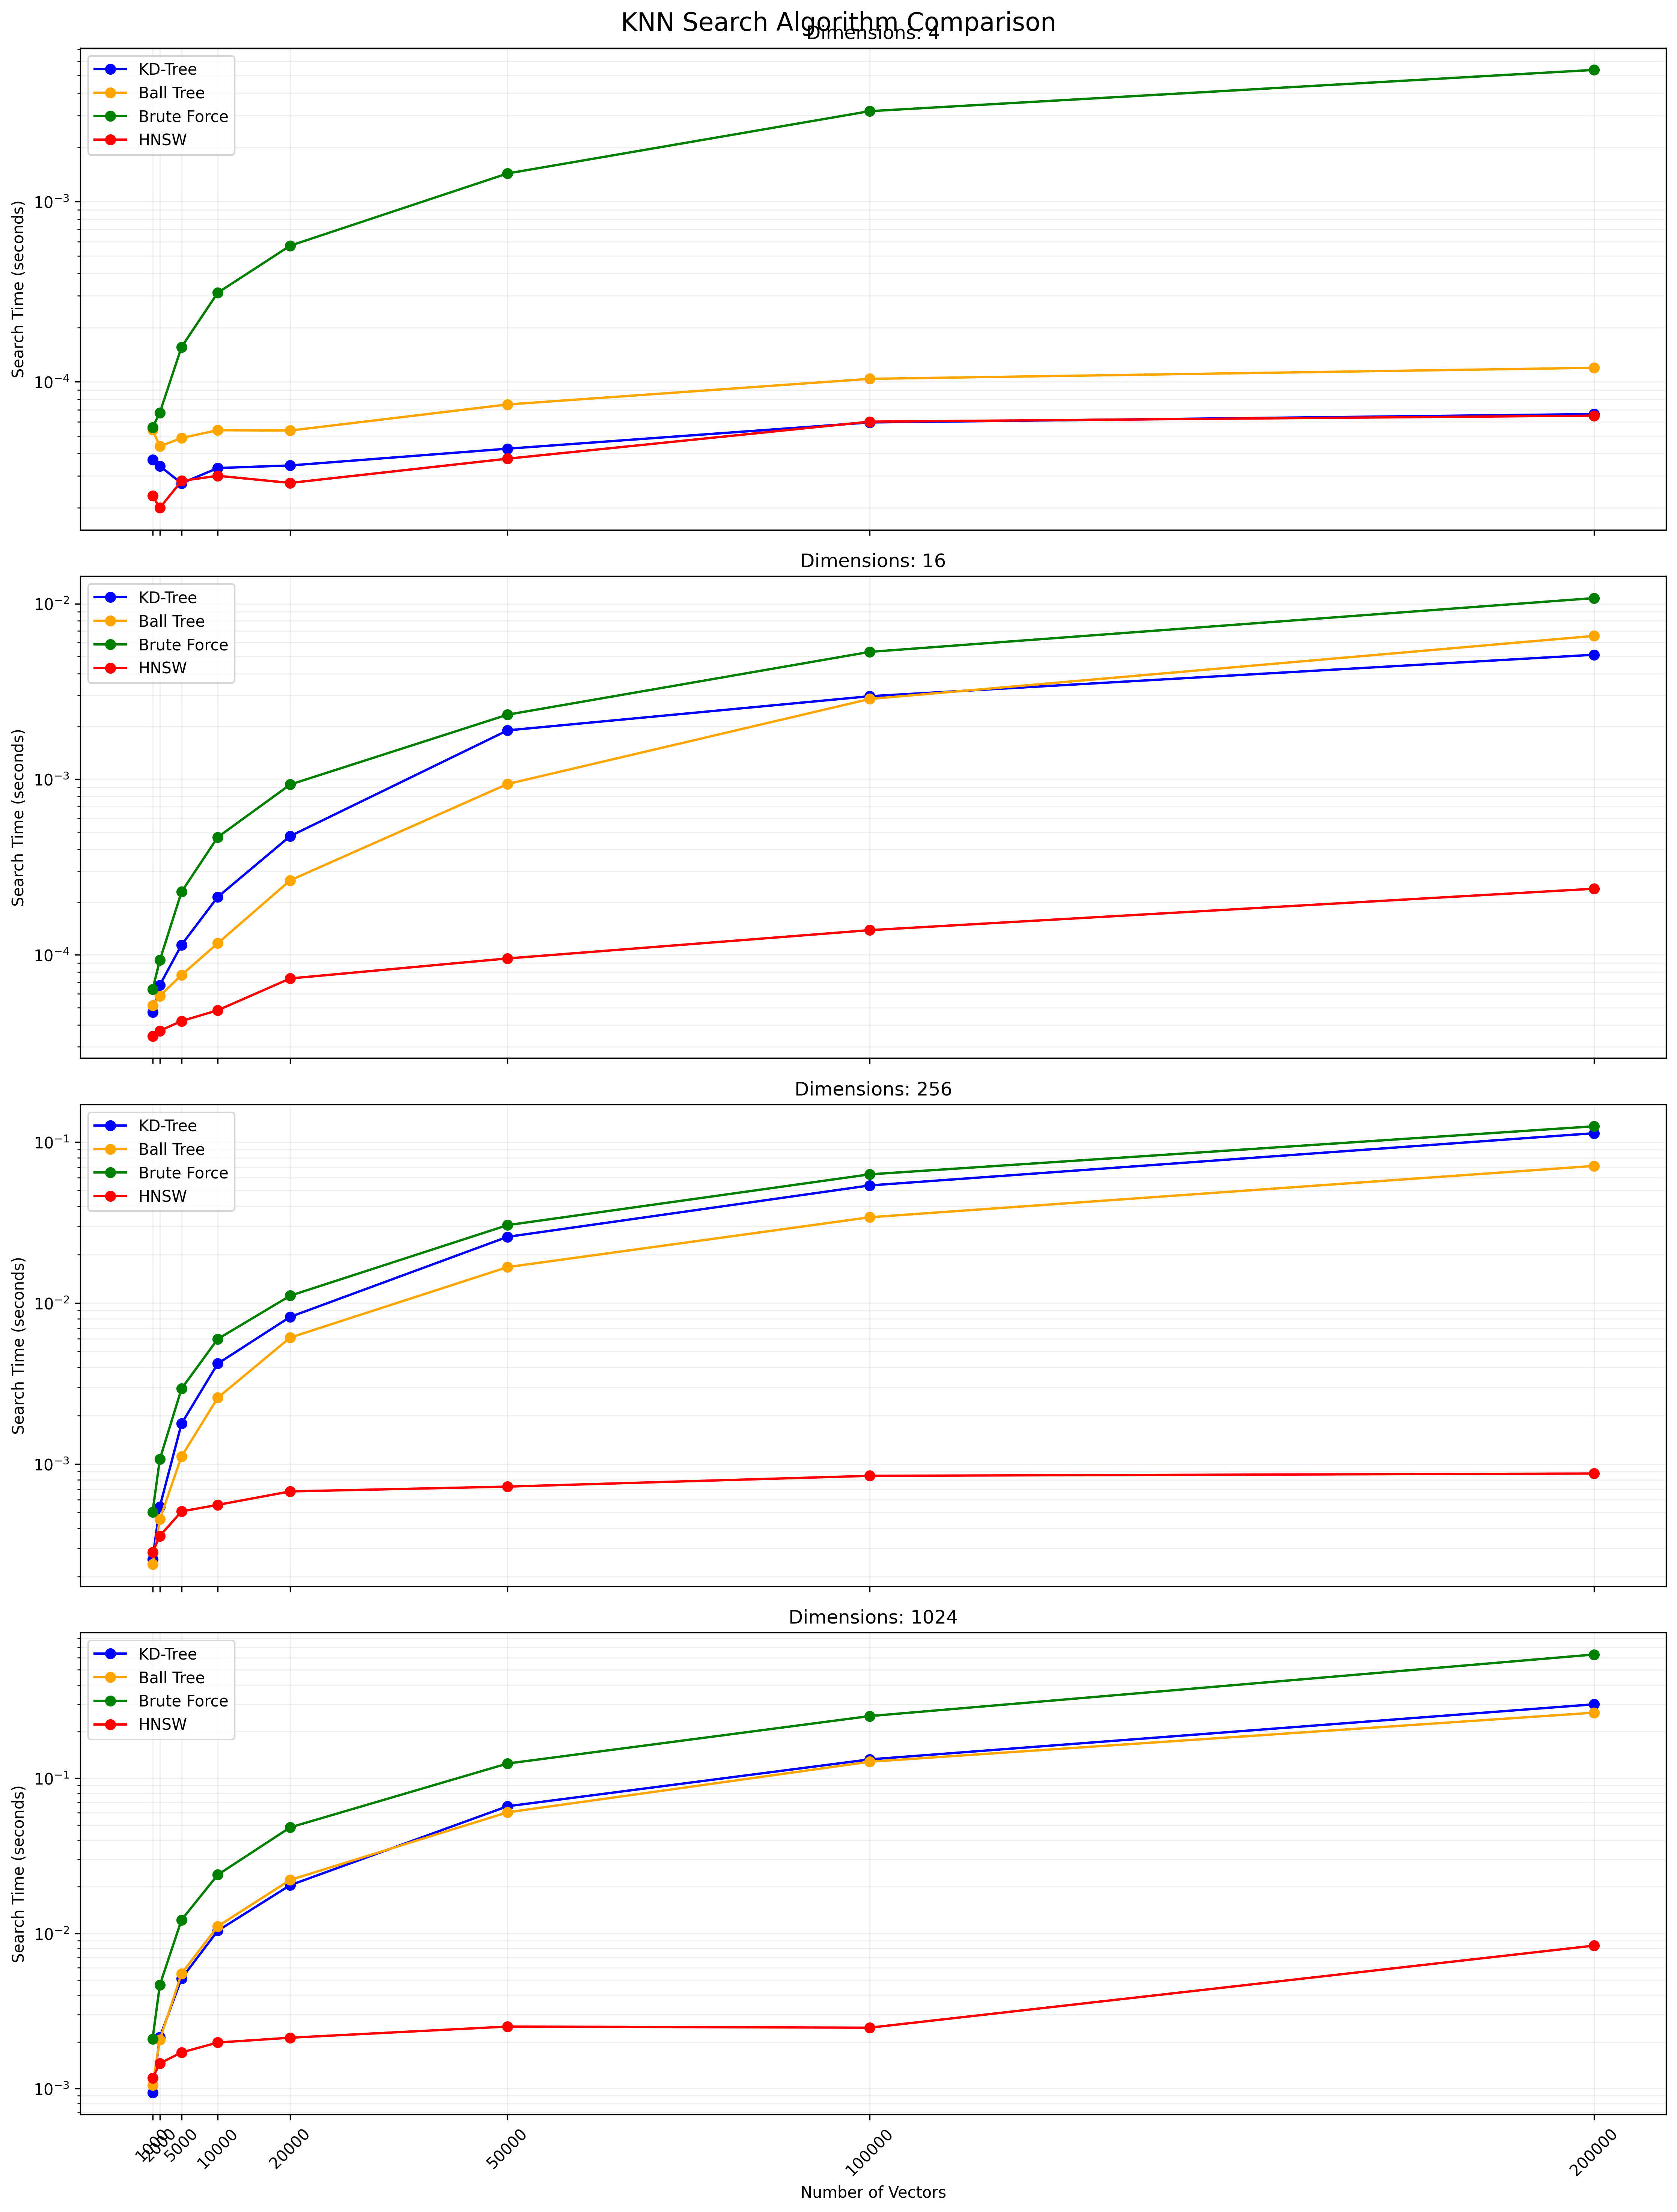 KNN Search Algorithm Comparison
Dimensions: 4
KD-Tree
Ball Tree
Brute Force
HNSW
Search Time (seconds)
10⁻³
10⁻⁴
Dimensions: 16
KD-Tree
Ball Tree
Brute Force
HNSW
Search Time (seconds)
10⁻²
10⁻³
10⁻⁴
Dimensions: 256
KD-Tree
Ball Tree
Brute Force
HNSW
Search Time (seconds)
10⁻¹
10⁻²
10⁻³
Dimensions: 1024
KD-Tree
Ball Tree
Brute Force
HNSW
Search Time (seconds)
10⁻¹
10⁻²
10⁻³
1000
2000
5000
10000
20000
50000
100000
200000
Number of Vectors